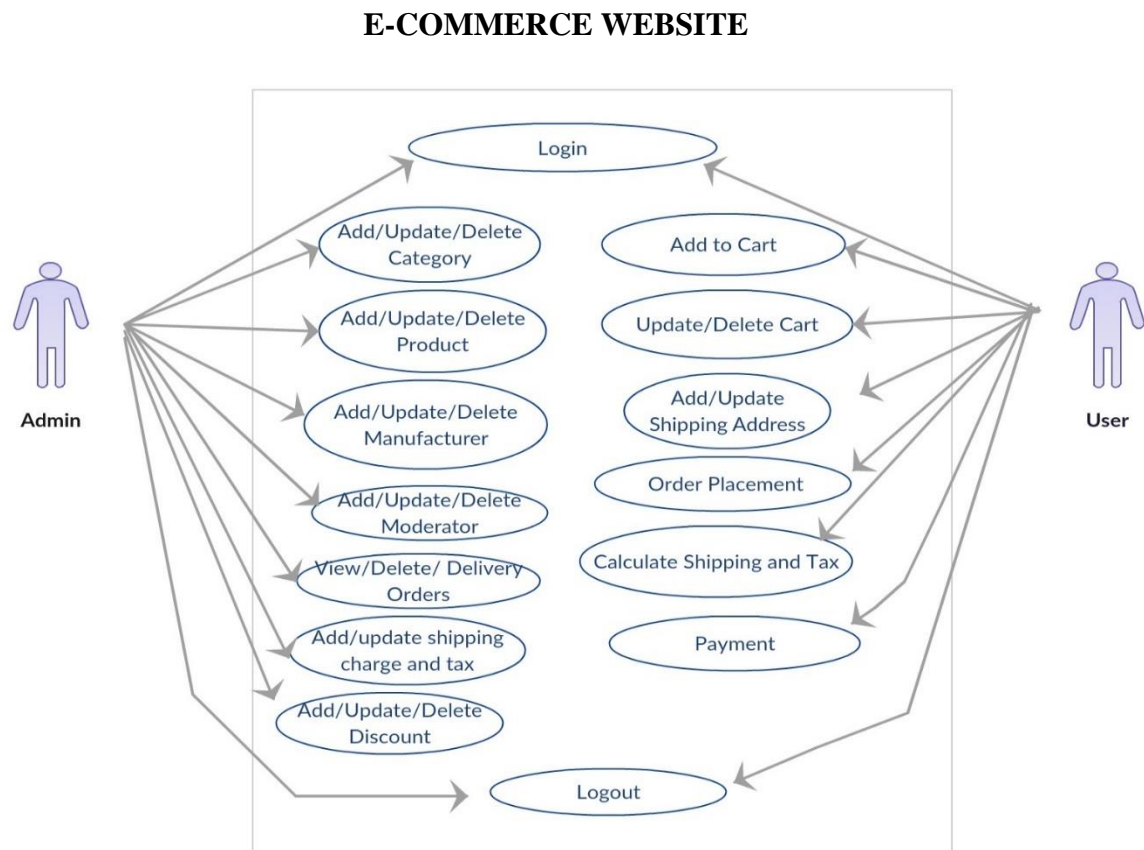 E-COMMERCE WEBSITE
Login
Add/Update/Delete
Category
Add to Cart
Add/Update/Delete
Product
Update/Delete Cart
Admin
User
Add/Update/Delete
Manufacturer
Add/Update
Shipping Address
Add/Update/Delete
Moderator
Order Placement
View/Delete/ Delivery
Orders
Calculate Shipping and Tax
Add/update shipping
charge and tax
Payment
Add/Update/Delete
Discount
Logout